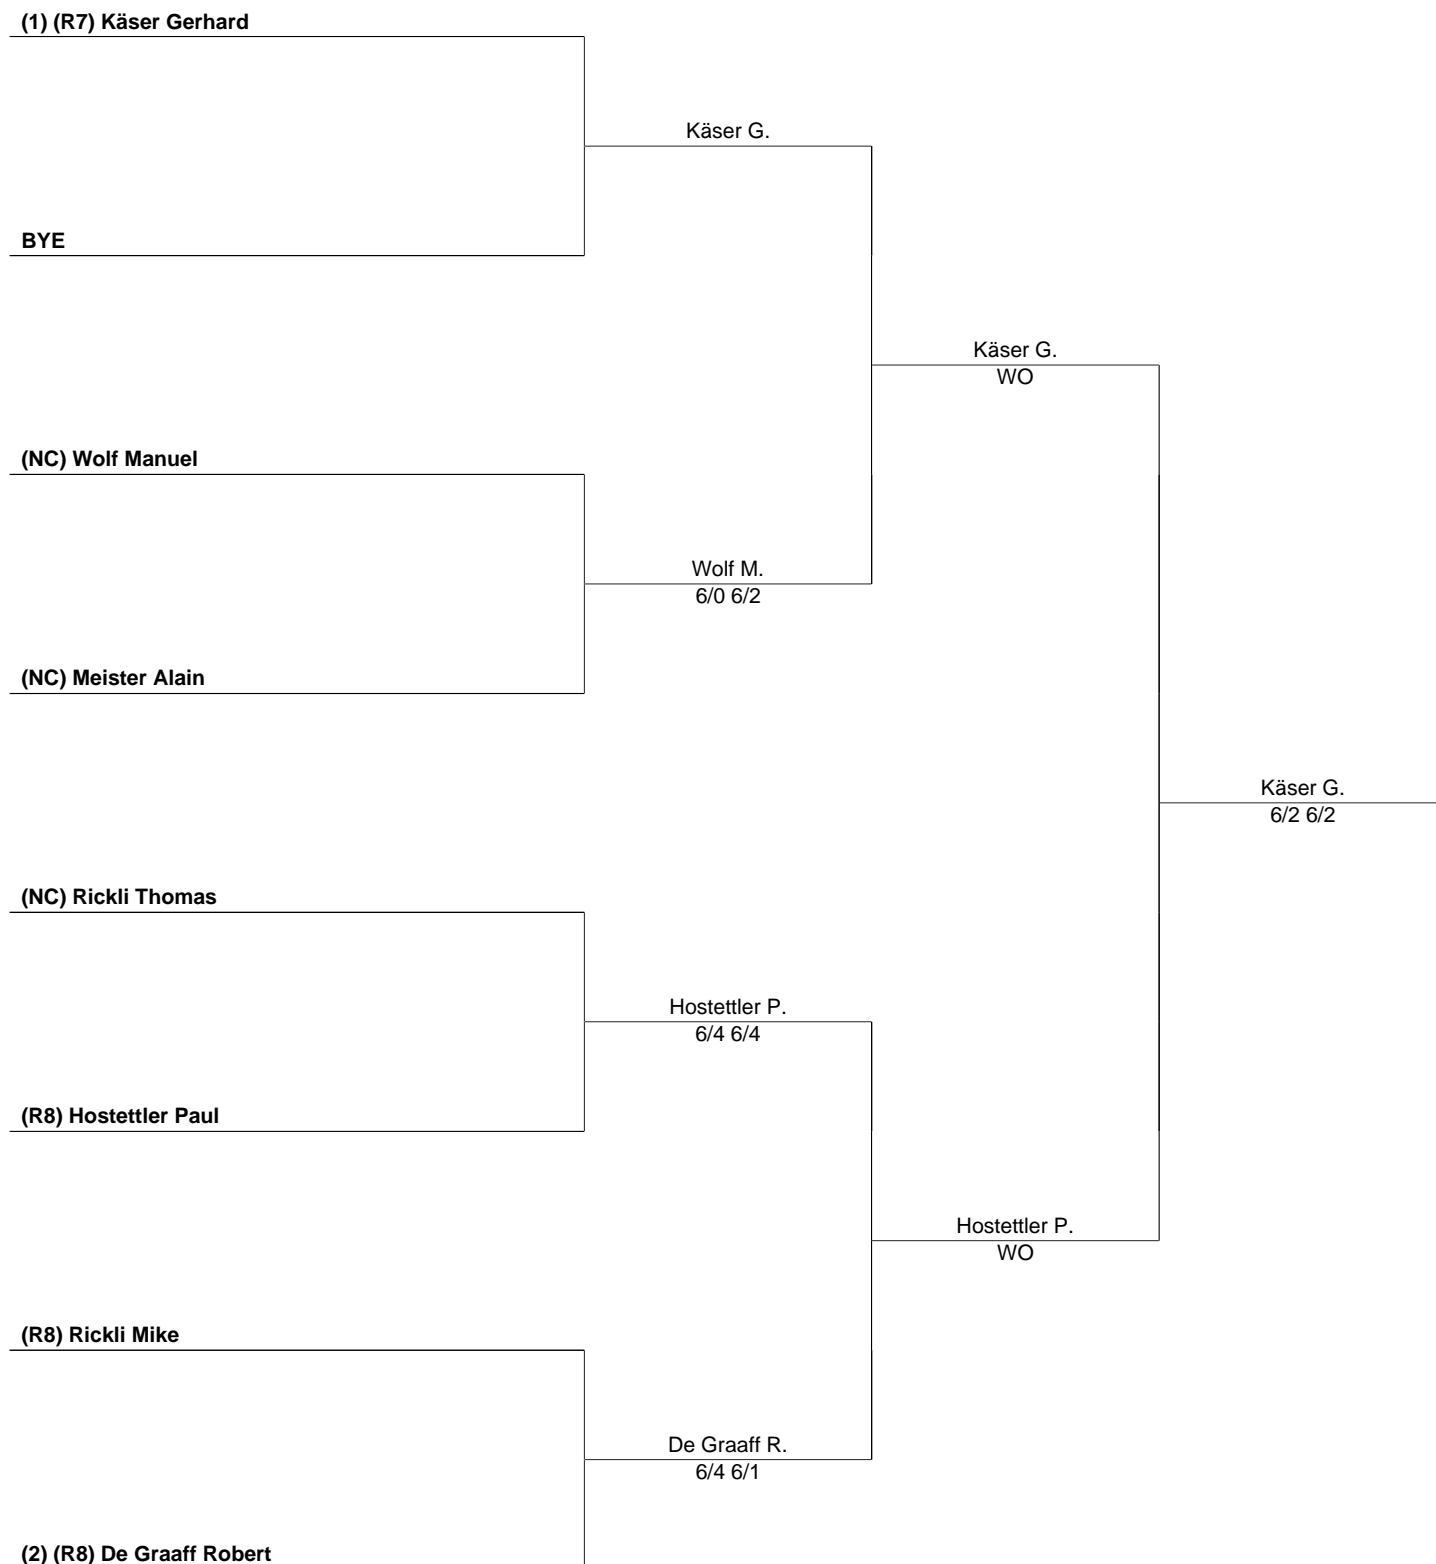 (1) (R7) Käser Gerhard
Käser G.
BYE
Käser G.
WO
(NC) Wolf Manuel
Wolf M.
6/0 6/2
(NC) Meister Alain
Käser G.
6/2 6/2
(NC) Rickli Thomas
Hostettler P.
6/4 6/4
(R8) Hostettler Paul
Hostettler P.
WO
(R8) Rickli Mike
De Graaff R.
6/4 6/1
(2) (R8) De Graaff Robert